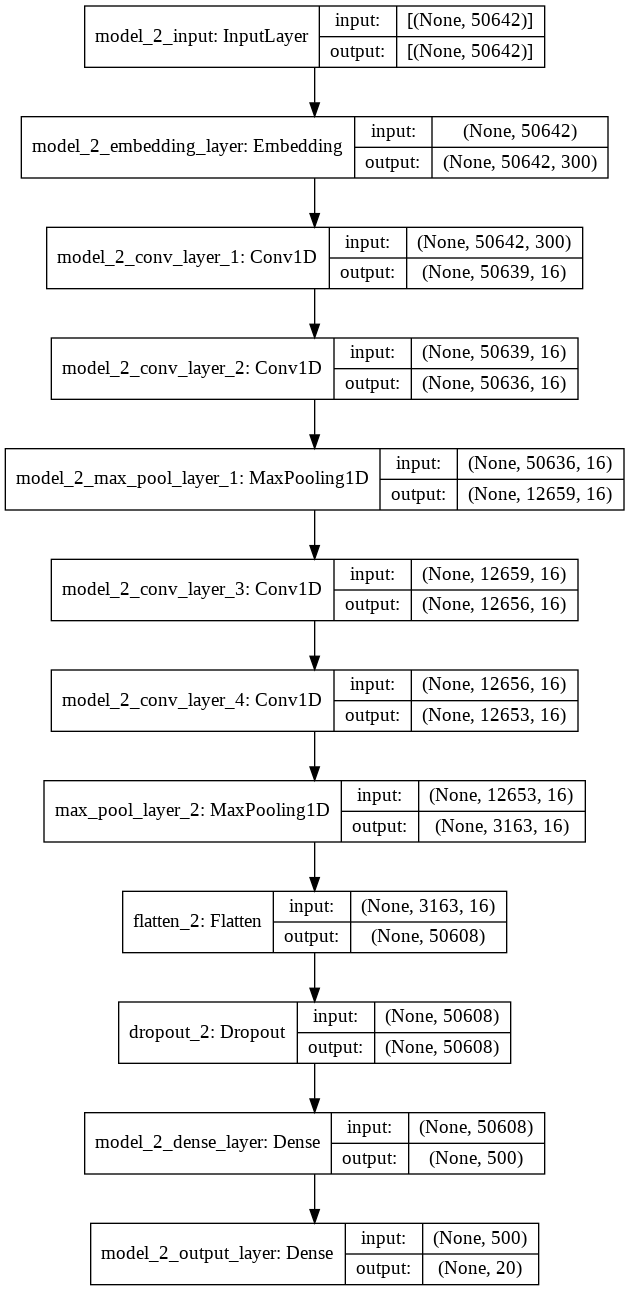 model_2_input: InputLayer
input: [(None, 50642)]
output: [(None, 50642)]
model_2_embedding_layer: Embedding
input: (None, 50642)
output: (None, 50642, 300)
model_2_conv_layer_1: Conv1D
input: (None, 50642, 300)
output: (None, 50639, 16)
model_2_conv_layer_2: Conv1D
input: (None, 50639, 16)
output: (None, 50636, 16)
model_2_max_pool_layer_1: MaxPooling1D
input: (None, 50636, 16)
output: (None, 12659, 16)
model_2_conv_layer_3: Conv1D
input: (None, 12659, 16)
output: (None, 12656, 16)
model_2_conv_layer_4: Conv1D
input: (None, 12656, 16)
output: (None, 12653, 16)
max_pool_layer_2: MaxPooling1D
input: (None, 12653, 16)
output: (None, 3163, 16)
flatten_2: Flatten
input: (None, 3163, 16)
output: (None, 50608)
dropout_2: Dropout
input: (None, 50608)
output: (None, 50608)
model_2_dense_layer: Dense
input: (None, 50608)
output: (None, 500)
model_2_output_layer: Dense
input: (None, 500)
output: (None, 20)